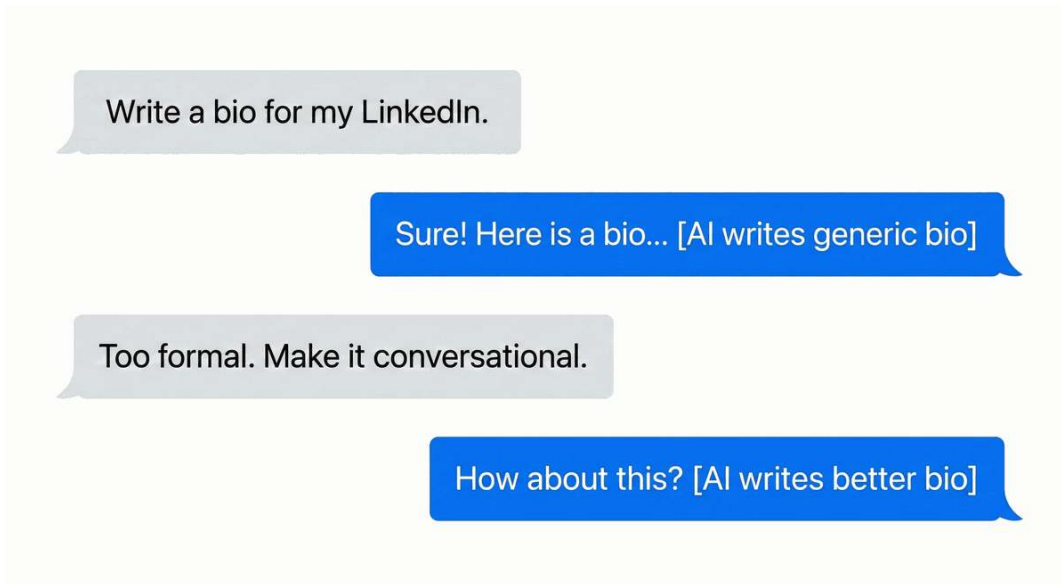 Write a bio for my LinkedIn.
Sure! Here is a bio... [AI writes generic bio]
Too formal. Make it conversational.
How about this? [AI writes better bio]